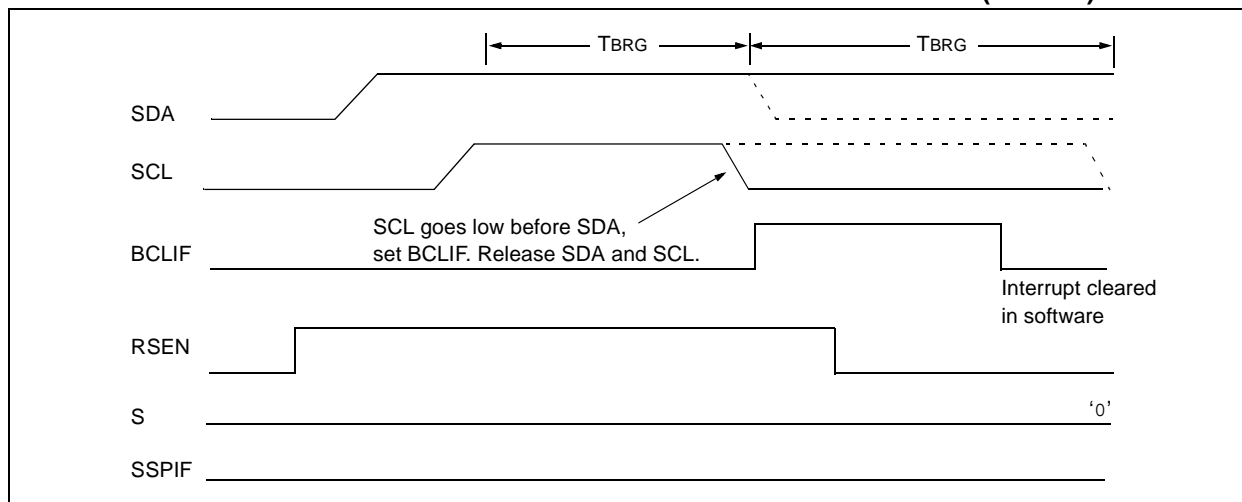 TBRG TBRG
SDA
SCL
SCL goes low before SDA,
set BCLIF. Release SDA and SCL.
BCLIF
Interrupt cleared
in software
RSEN
S '0'
SSPIF